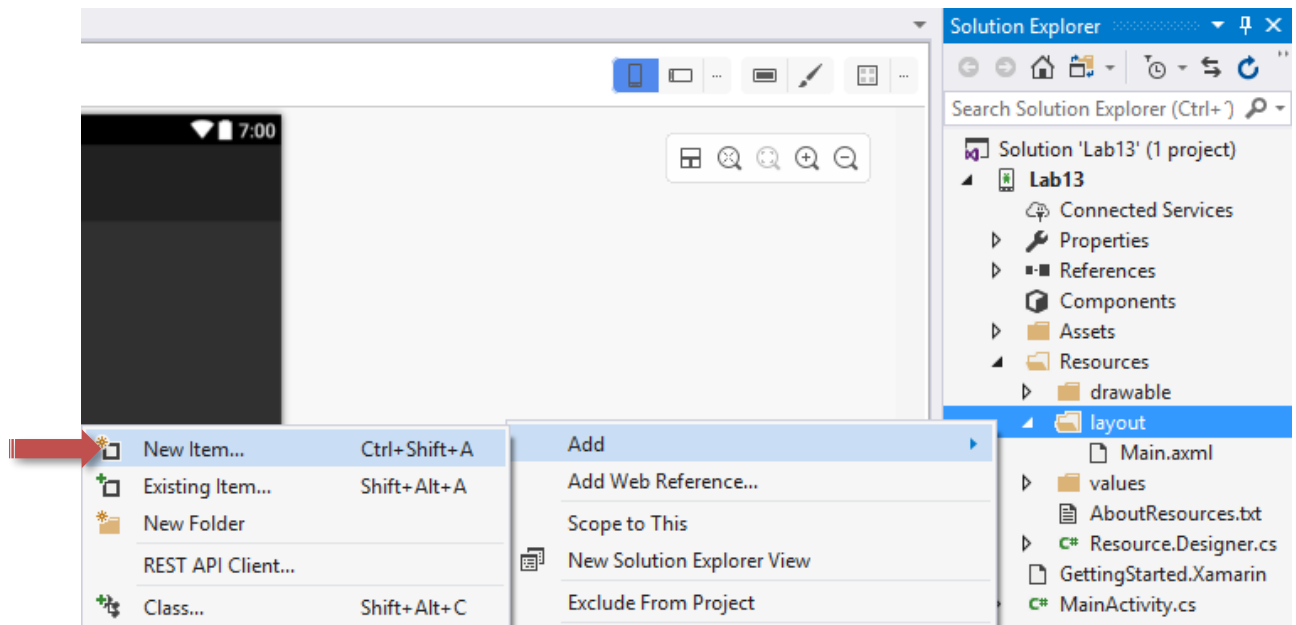 Solution Explorer
7:00
Search Solution Explorer (Ctrl+
Solution 'Lab13' (1 project)
Lab13
Connected Services
Properties
References
Components
Assets
Resources
drawable
layout
Main.axml
values
AboutResources.txt
C# Resource.Designer.cs
GettingStarted.Xamarin
C# MainActivity.cs
Add
Add Web Reference...
Scope to This
New Solution Explorer View
Exclude From Project
New Item... Ctrl+Shift+A
Existing Item... Shift+Alt+A
New Folder
REST API Client...
Class... Shift+Alt+C